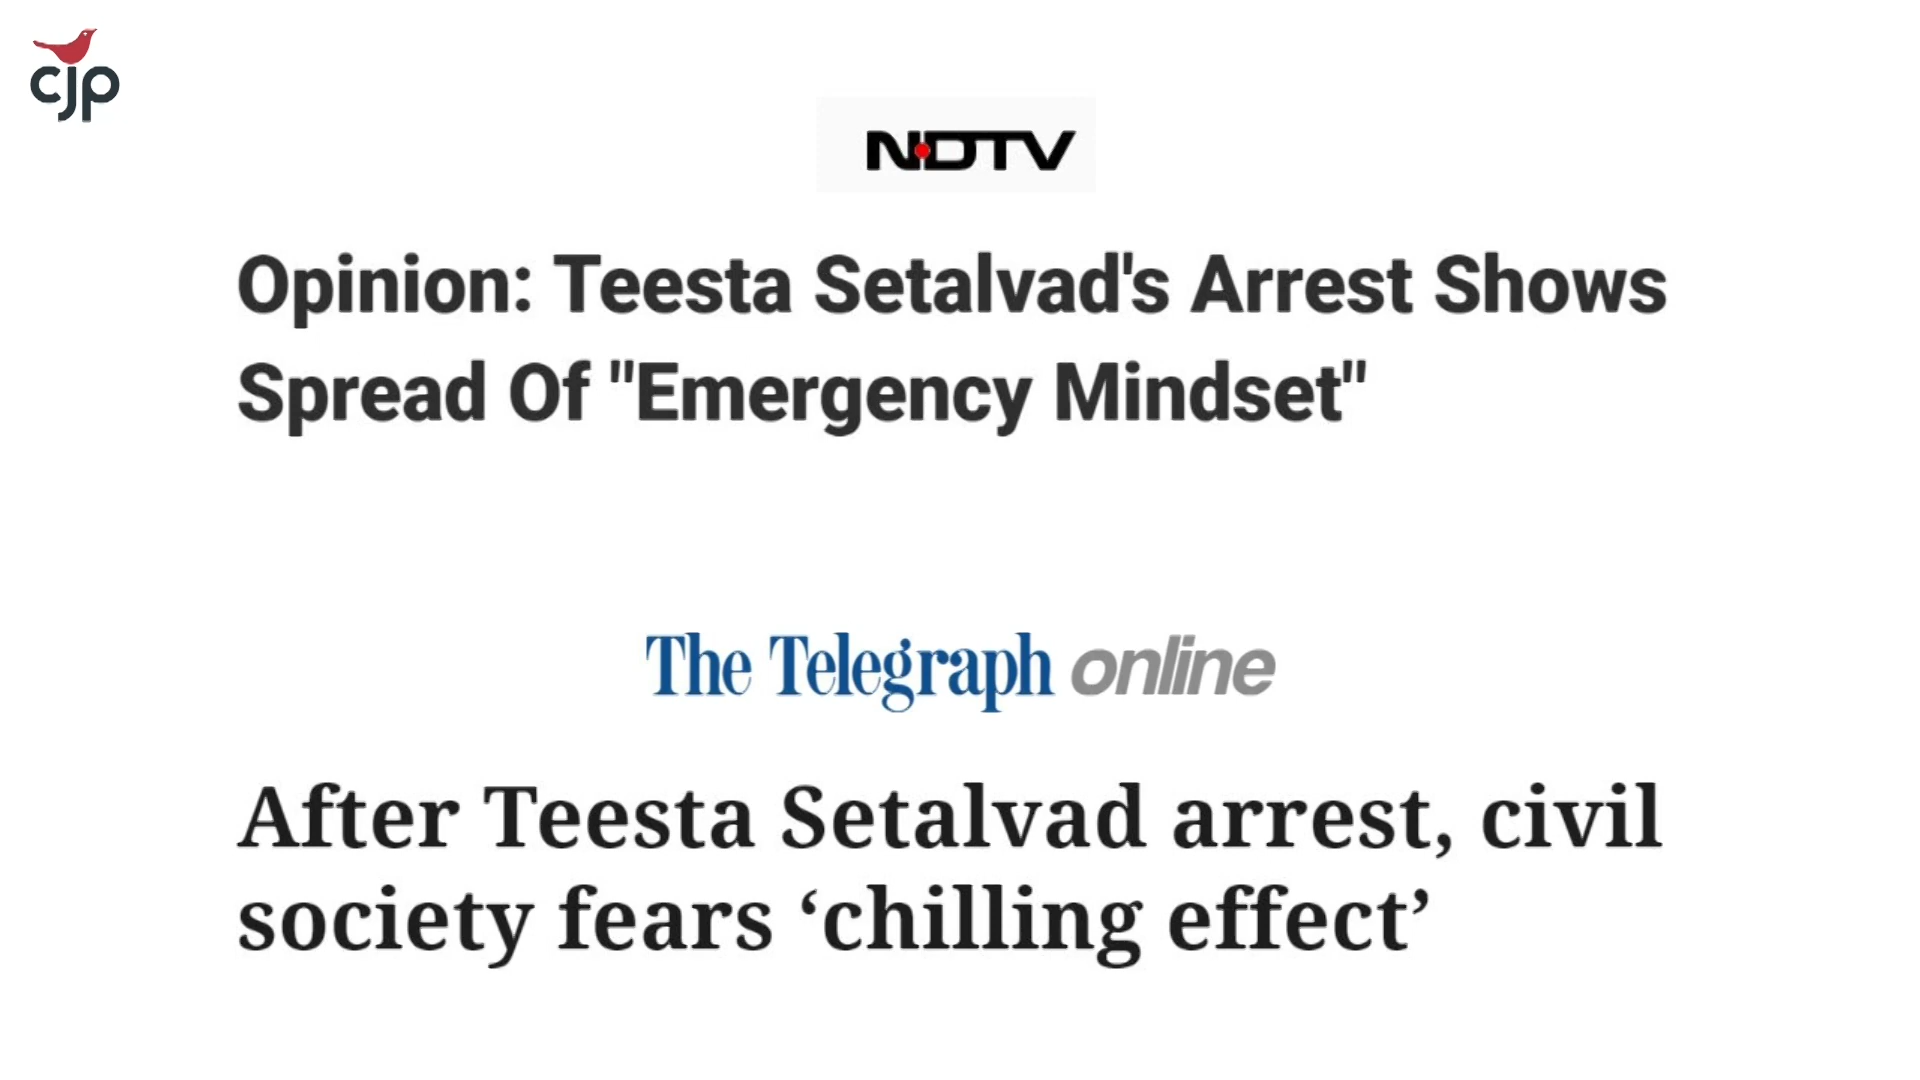 cjp
NDTV
Opinion: Teesta Setalvad's Arrest Shows
Spread Of "Emergency Mindset"
The Telegraph online
After Teesta Setalvad arrest, civil
society fears ‘chilling effect’